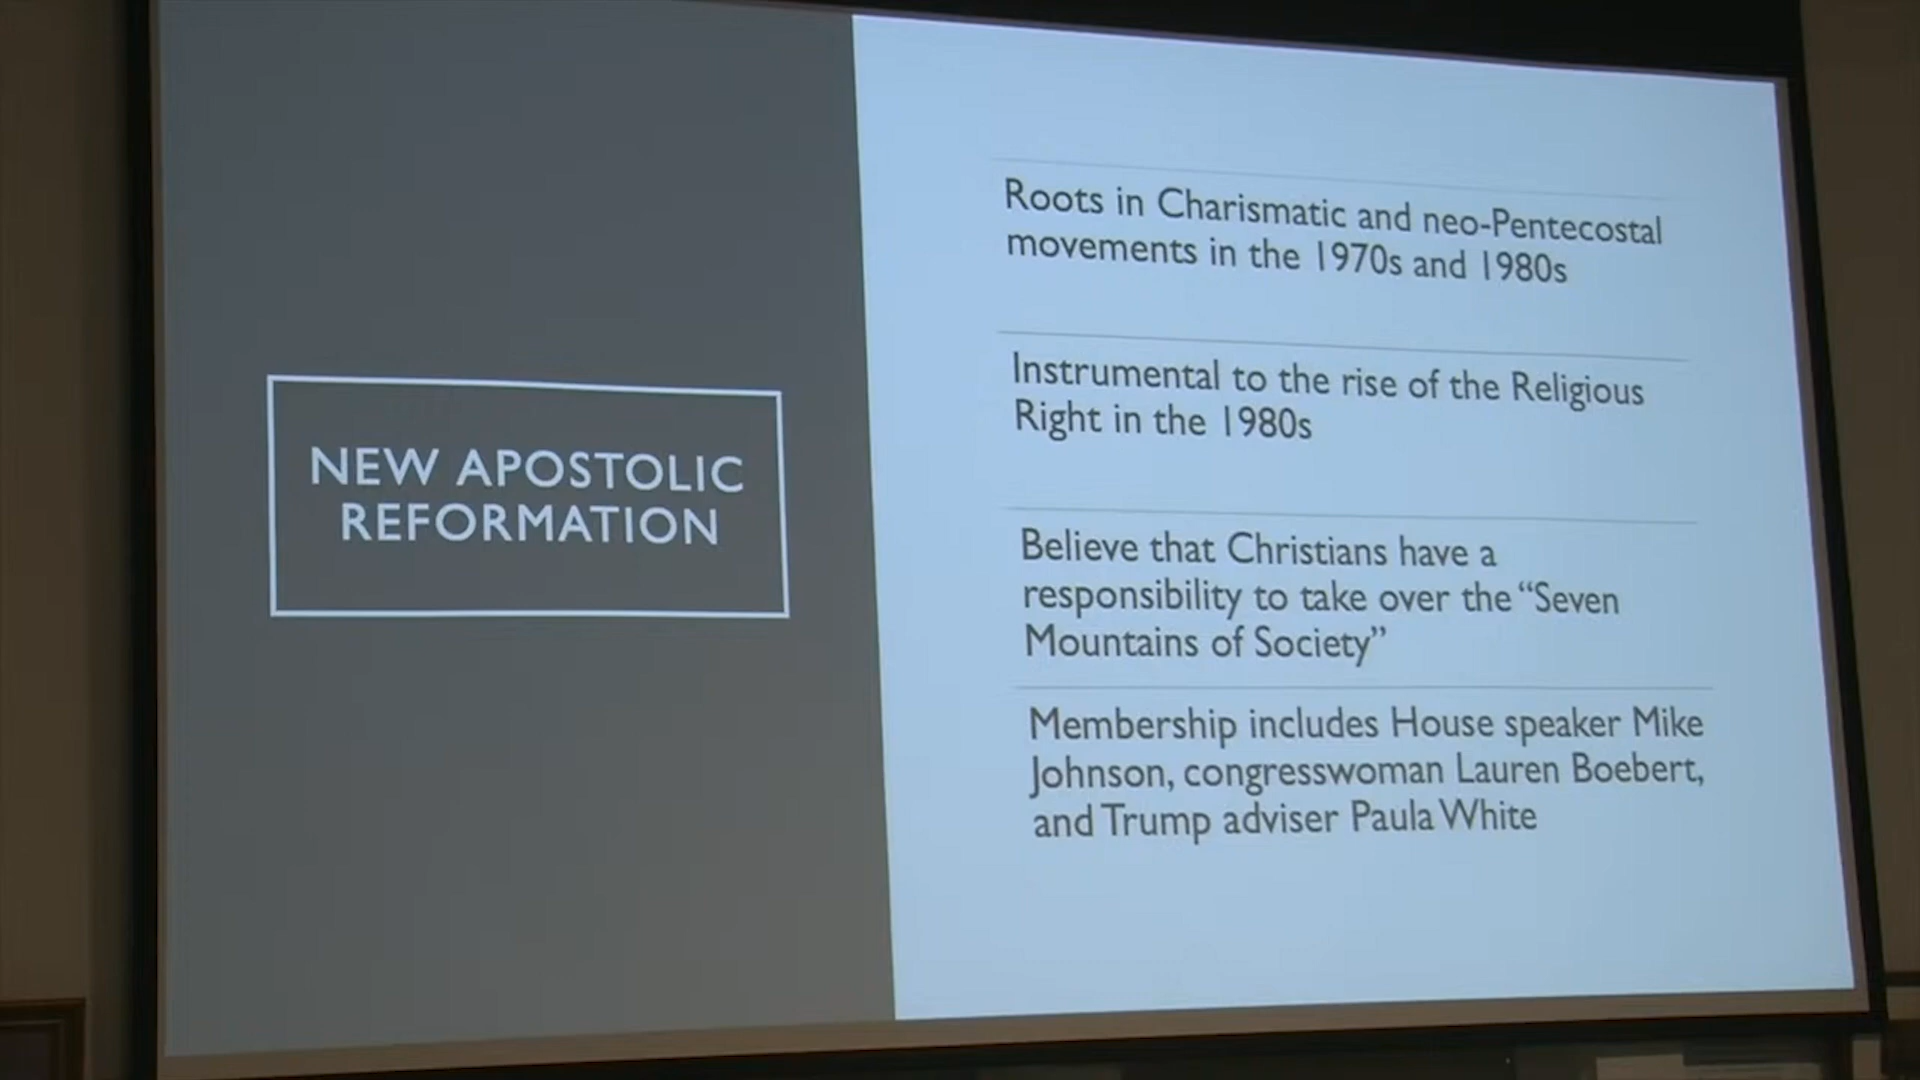 NEW APOSTOLIC
REFORMATION
Roots in Charismatic and neo-Pentecostal
movements in the 1970s and 1980s
Instrumental to the rise of the Religious
Right in the 1980s
Believe that Christians have a
responsibility to take over the “Seven
Mountains of Society”
Membership includes House speaker Mike
Johnson, congresswoman Lauren Boebert,
and Trump adviser Paula White